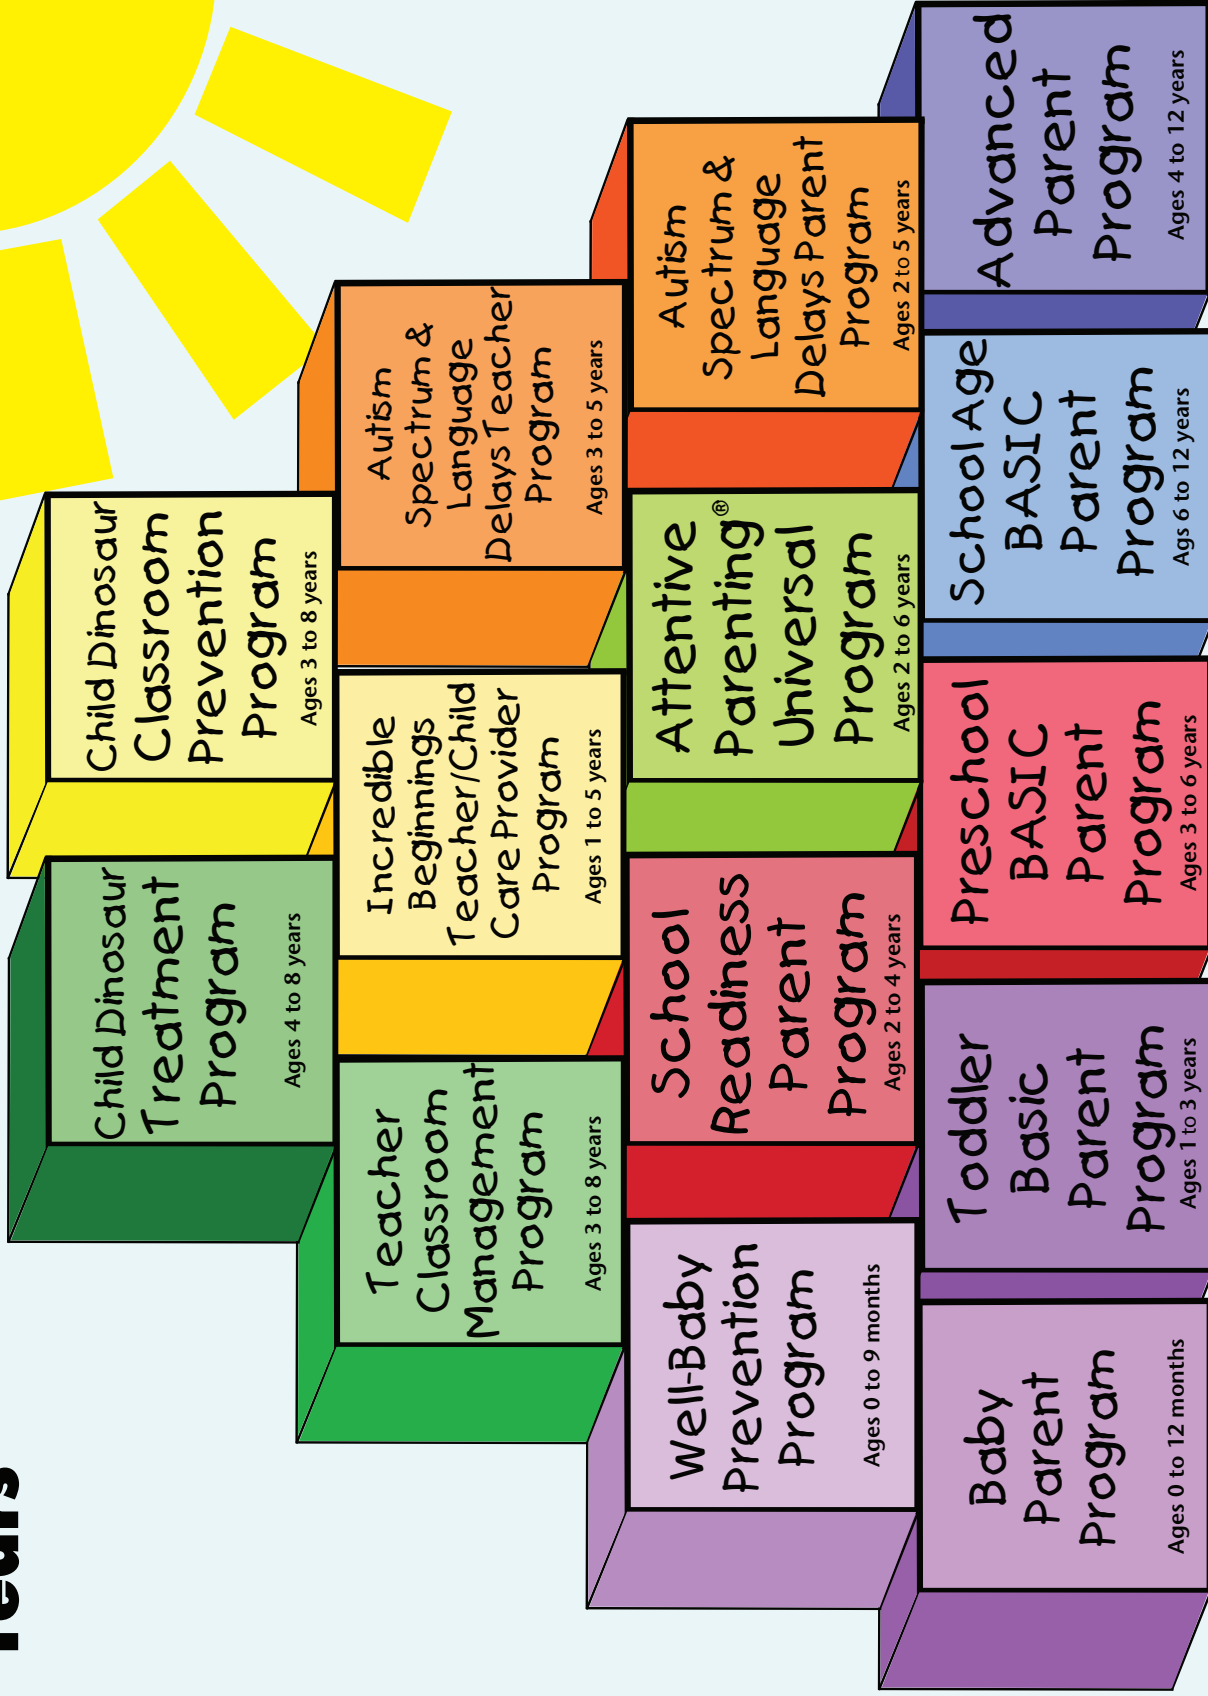 Child Dinosaur
Treatment
Program
Ages 4 to 8 years
Child Dinosaur
Classroom
Prevention
Program
Ages 3 to 8 years
Teacher
Classroom
Management
Program
Ages 3 to 8 years
Incredible
Beginnings
Teacher/Child
Care Provider
Program
Ages 1 to 5 years
Autism
Spectrum &
Language
Delays Teacher
Program
Ages 3 to 5 years
Well-Baby
Prevention
Program
Ages 0 to 9 months
School
Readiness
Parent
Program
Ages 2 to 4 years
Attentive
Parenting®
Universal
Program
Ages 2 to 6 years
Autism
Spectrum &
Language
Delays Parent
Program
Ages 2 to 5 years
Baby
Parent
Program
Ages 0 to 12 months
Toddler
Basic
Parent
Program
Ages 1 to 3 years
Preschool
BASIC
Parent
Program
Ages 3 to 6 years
School Age
BASIC
Parent
Program
Ags 6 to 12 years
Advanced
Parent
Program
Ages 4 to 12 years